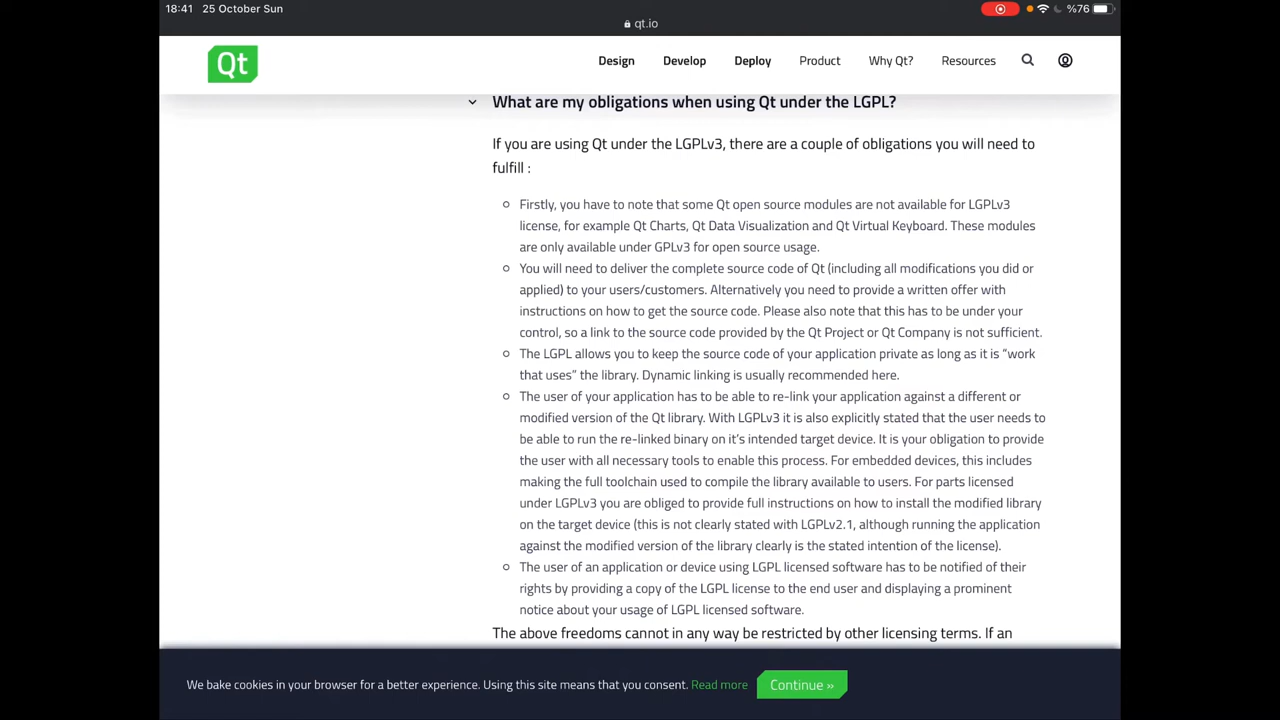 18:41 25 October Sun
%76
qt.io
Qt
Design Develop Deploy Product Why Qt? Resources
What are my obligations when using Qt under the LGPL?
If you are using Qt under the LGPLv3, there are a couple of obligations you will need to
fulfill :
Firstly, you have to note that some Qt open source modules are not available for LGPLv3
license, for example Qt Charts, Qt Data Visualization and Qt Virtual Keyboard. These modules
are only available under GPLv3 for open source usage.
You will need to deliver the complete source code of Qt (including all modifications you did or
applied) to your users/customers. Alternatively you need to provide a written offer with
instructions on how to get the source code. Please also note that this has to be under your
control, so a link to the source code provided by the Qt Project or Qt Company is not sufficient.
The LGPL allows you to keep the source code of your application private as long as it is “work
that uses” the library. Dynamic linking is usually recommended here.
The user of your application has to be able to re-link your application against a different or
modified version of the Qt library. With LGPLv3 it is also explicitly stated that the user needs to
be able to run the re-linked binary on it’s intended target device. It is your obligation to provide
the user with all necessary tools to enable this process. For embedded devices, this includes
making the full toolchain used to compile the library available to users. For parts licensed
under LGPLv3 you are obliged to provide full instructions on how to install the modified library
on the target device (this is not clearly stated with LGPLv2.1, although running the application
against the modified version of the library clearly is the stated intention of the license).
The user of an application or device using LGPL licensed software has to be notified of their
rights by providing a copy of the LGPL license to the end user and displaying a prominent
notice about your usage of LGPL licensed software.
The above freedoms cannot in any way be restricted by other licensing terms. If an
We bake cookies in your browser for a better experience. Using this site means that you consent. Read more Continue »